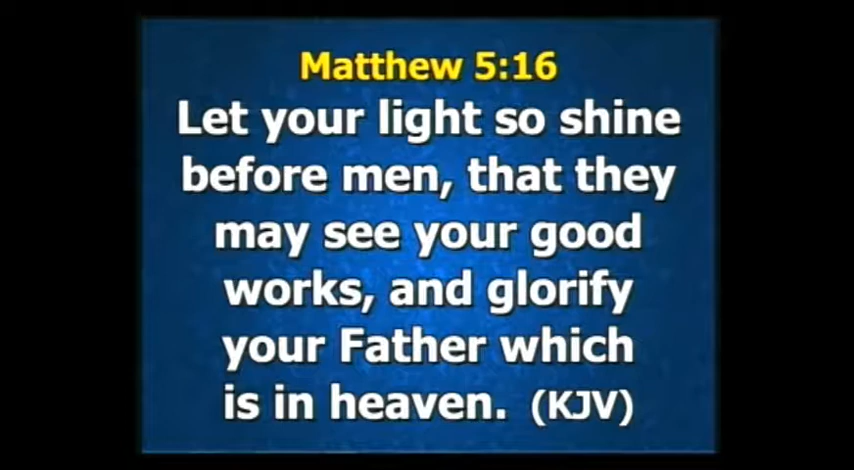 Matthew 5:16
Let your light so shine
before men, that they
may see your good
works, and glorify
your Father which
is in heaven. (KJV)